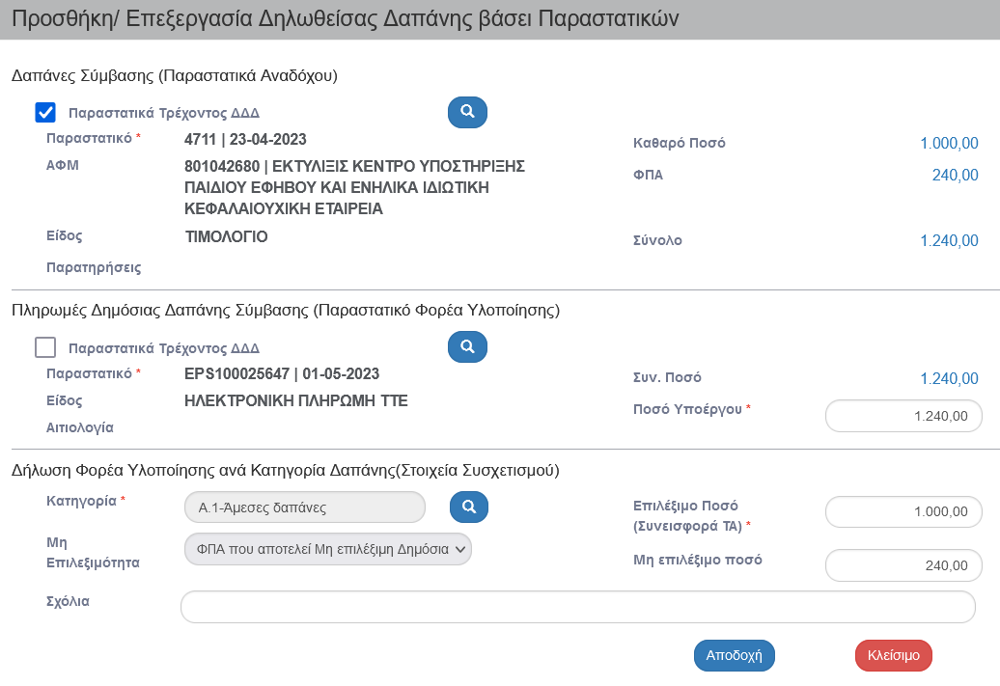 Προσθήκη/ Επεξεργασία Δηλωθείσας Δαπάνης βάσει Παραστατικών
Δαπάνες Σύμβασης (Παραστατικά Αναδόχου)
Παραστατικά Τρέχοντος ΔΔΔ
Παραστατικό * 4711 | 23-04-2023 Καθαρό Ποσό 1.000,00
ΑΦΜ 801042680 | ΕΚΤΥΛΙΞΙΣ ΚΕΝΤΡΟ ΥΠΟΣΤΗΡΙΞΗΣ ΦΠΑ 240,00
ΠΑΙΔΙΟΥ ΕΦΗΒΟΥ ΚΑΙ ΕΝΗΛΙΚΑ ΙΔΙΩΤΙΚΗ
ΚΕΦΑΛΑΙΟΥΧΙΚΗ ΕΤΑΙΡΕΙΑ
Είδος ΤΙΜΟΛΟΓΙΟ Σύνολο 1.240,00
Παρατηρήσεις
Πληρωμές Δημόσιας Δαπάνης Σύμβασης (Παραστατικό Φορέα Υλοποίησης)
Παραστατικά Τρέχοντος ΔΔΔ
Παραστατικό * EPS100025647 | 01-05-2023 Συν. Ποσό 1.240,00
Είδος ΗΛΕΚΤΡΟΝΙΚΗ ΠΛΗΡΩΜΗ ΤΤΕ Ποσό Υποέργου * 1.240,00
Αιτιολογία
Δήλωση Φορέα Υλοποίησης ανά Κατηγορία Δαπάνης(Στοιχεία Συσχετισμού)
Κατηγορία * Α.1-Άμεσες δαπάνες Επιλέξιμο Ποσό 1.000,00
(Συνεισφορά ΤΑ) *
Μη ΦΠΑ που αποτελεί Μη επιλέξιμη Δημόσια Μη επιλέξιμο ποσό 240,00
Επιλεξιμότητα
Σχόλια
Αποδοχή Κλείσιμο